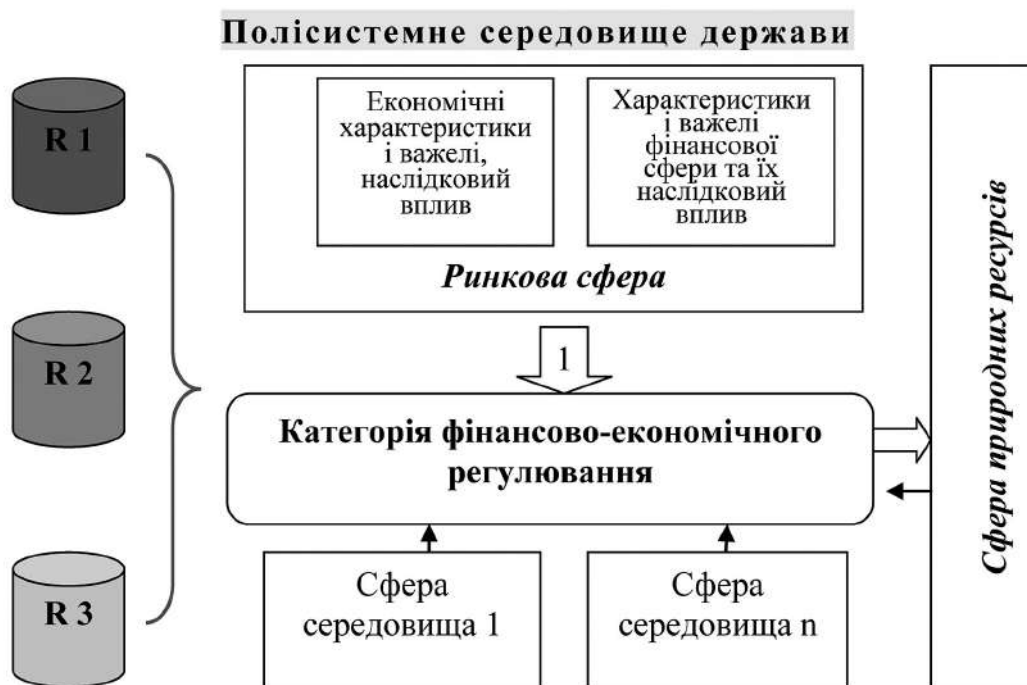 Полісистемне середовище держави
R 1
R 2
R 3
Економічні
характеристики
і важелі,
наслідковий
вплив
Характеристики
і важелі
фінансової
сфери та їх
наслідковий
вплив
Ринкова сфера
1
Категорія фінансово-економічного
регулювання
Сфера
середовища 1
Сфера
середовища n
Сфера природних ресурсів